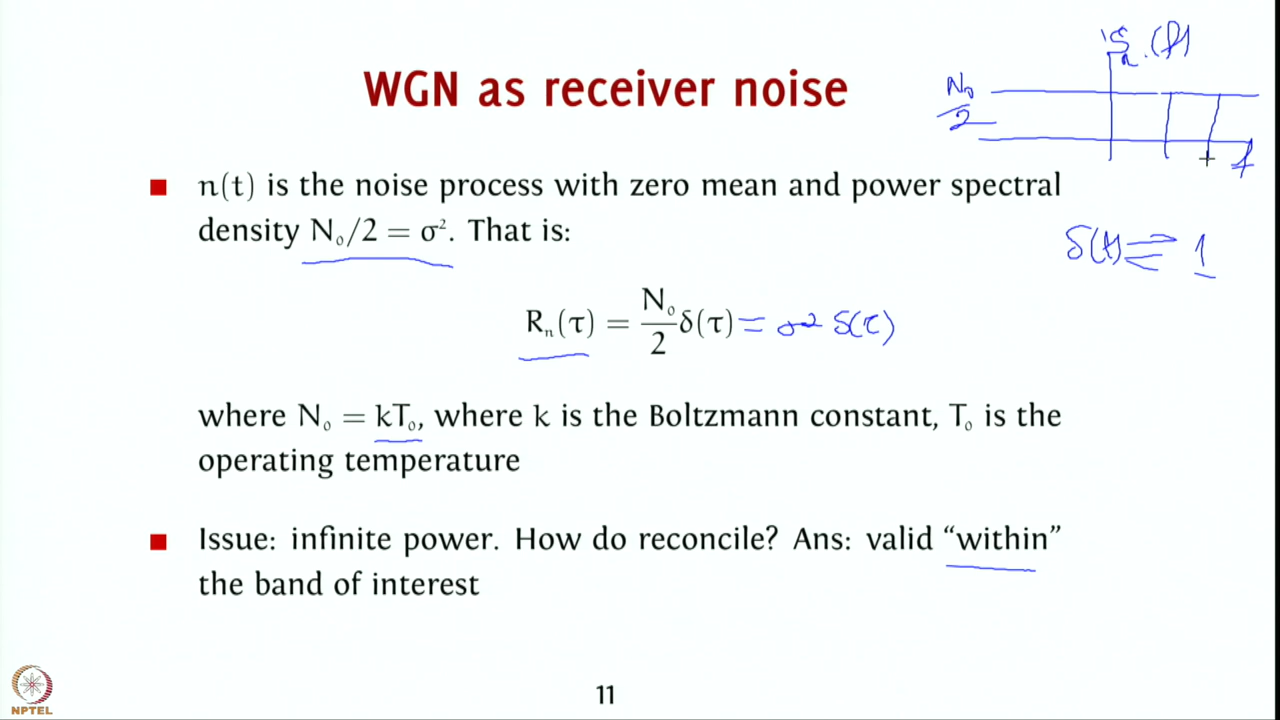 WGN as receiver noise
Sₙ(f)
N₀/2
f
n(t) is the noise process with zero mean and power spectral
density N₀/2 = σ². That is:
δ(t) ⇌ 1
Rₙ(τ) = N₀/2 δ(τ) = σ² δ(τ)
where N₀ = kT₀, where k is the Boltzmann constant, T₀ is the
operating temperature
Issue: infinite power. How do reconcile? Ans: valid “within”
the band of interest
NPTEL
11